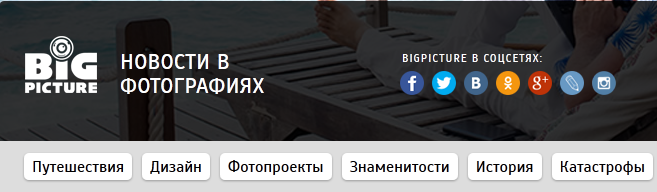 BIG
PICTURE
НОВОСТИ В
ФОТОГРАФИЯХ
BIGPICTURE В СОЦСЕТЯХ:
Путешествия Дизайн Фотопроекты Знаменитости История Катастрофы